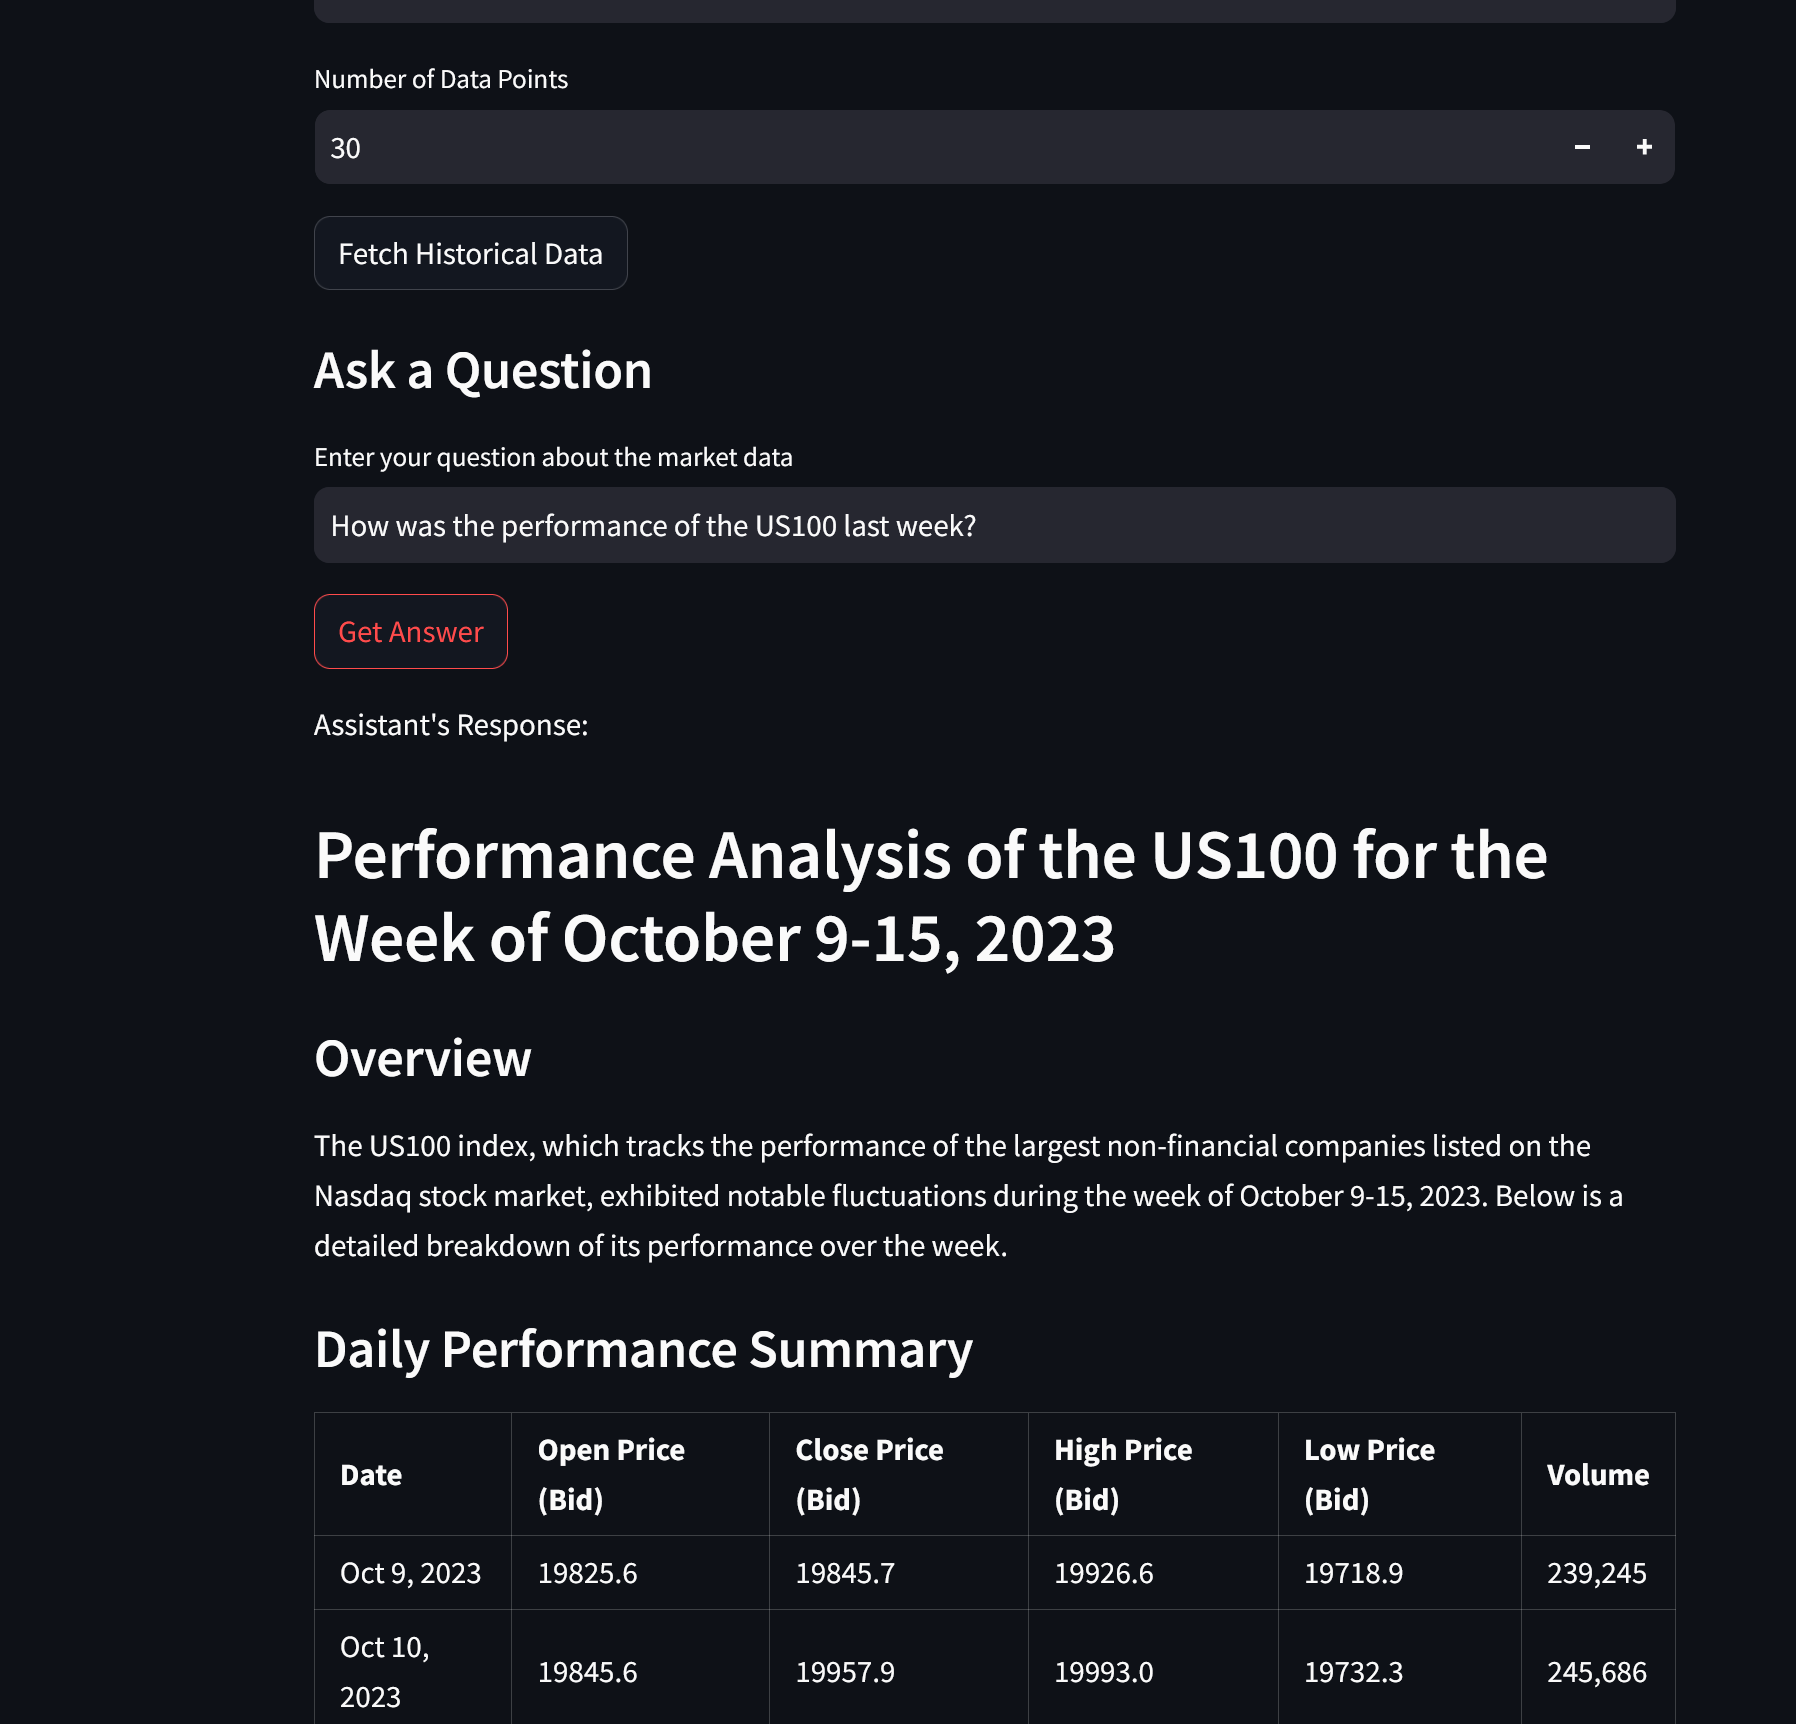 Number of Data Points
30
Fetch Historical Data
Ask a Question
Enter your question about the market data
How was the performance of the US100 last week?
Get Answer
Assistant's Response:
Performance Analysis of the US100 for the
Week of October 9-15, 2023
Overview
The US100 index, which tracks the performance of the largest non-financial companies listed on the
Nasdaq stock market, exhibited notable fluctuations during the week of October 9-15, 2023. Below is a
detailed breakdown of its performance over the week.
Daily Performance Summary
Date Open Price (Bid) Close Price (Bid) High Price (Bid) Low Price (Bid) Volume
Oct 9, 2023 19825.6 19845.7 19926.6 19718.9 239,245
Oct 10, 2023 19845.6 19957.9 19993.0 19732.3 245,686